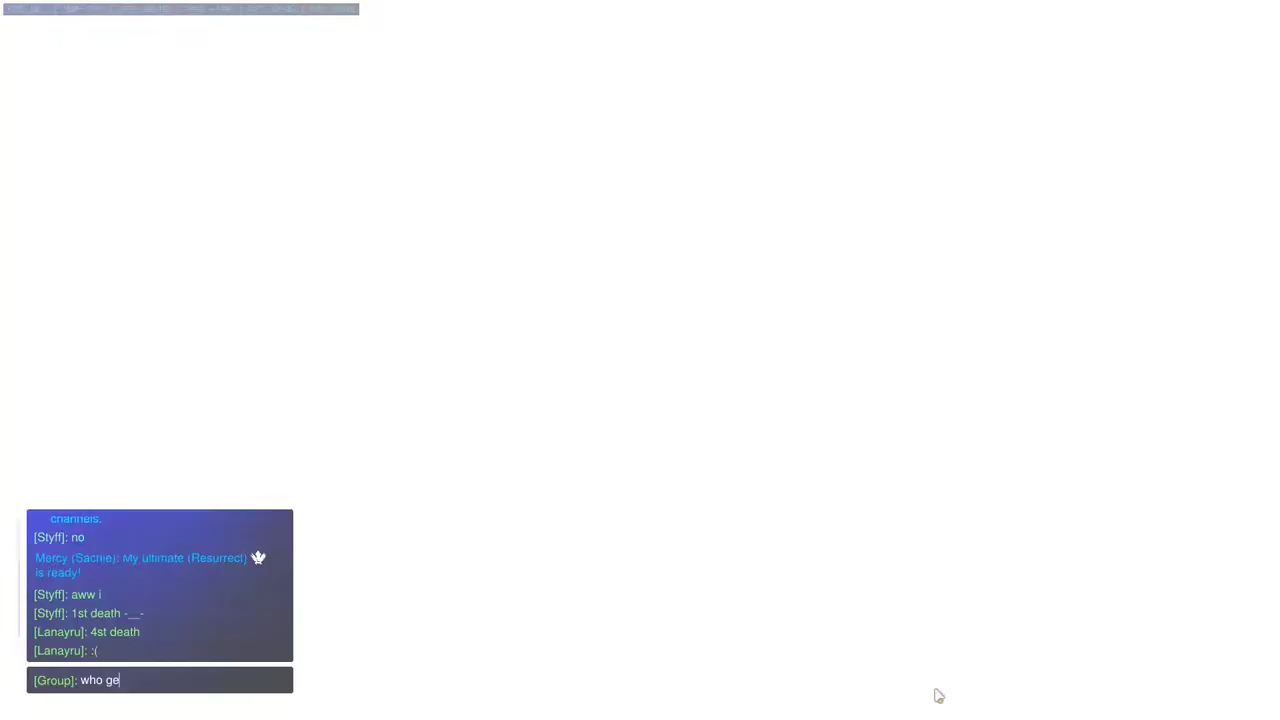 channels.
[Styff]: no
Mercy (Sacrile): My ultimate (Resurrect)
is ready!
[Styff]: aww i
[Styff]: 1st death -__-
[Lanayru]: 4st death
[Lanayru]: :(
[Group]: who ge